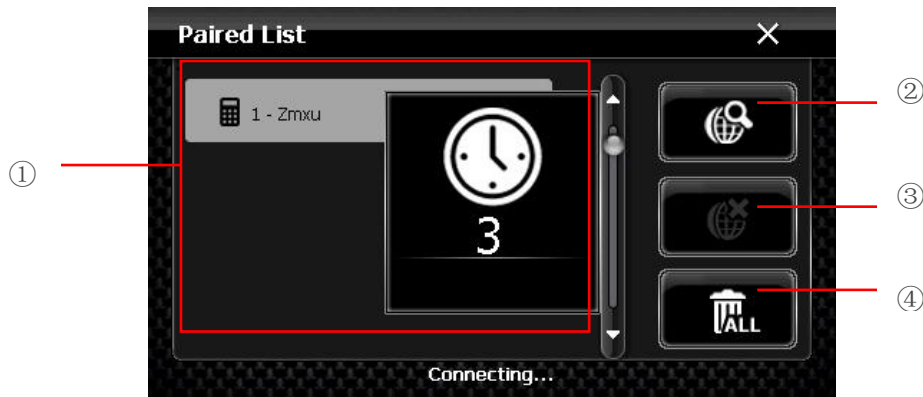 Paired List
1 - Zmxu
3
ALL
Connecting...
①
②
③
④